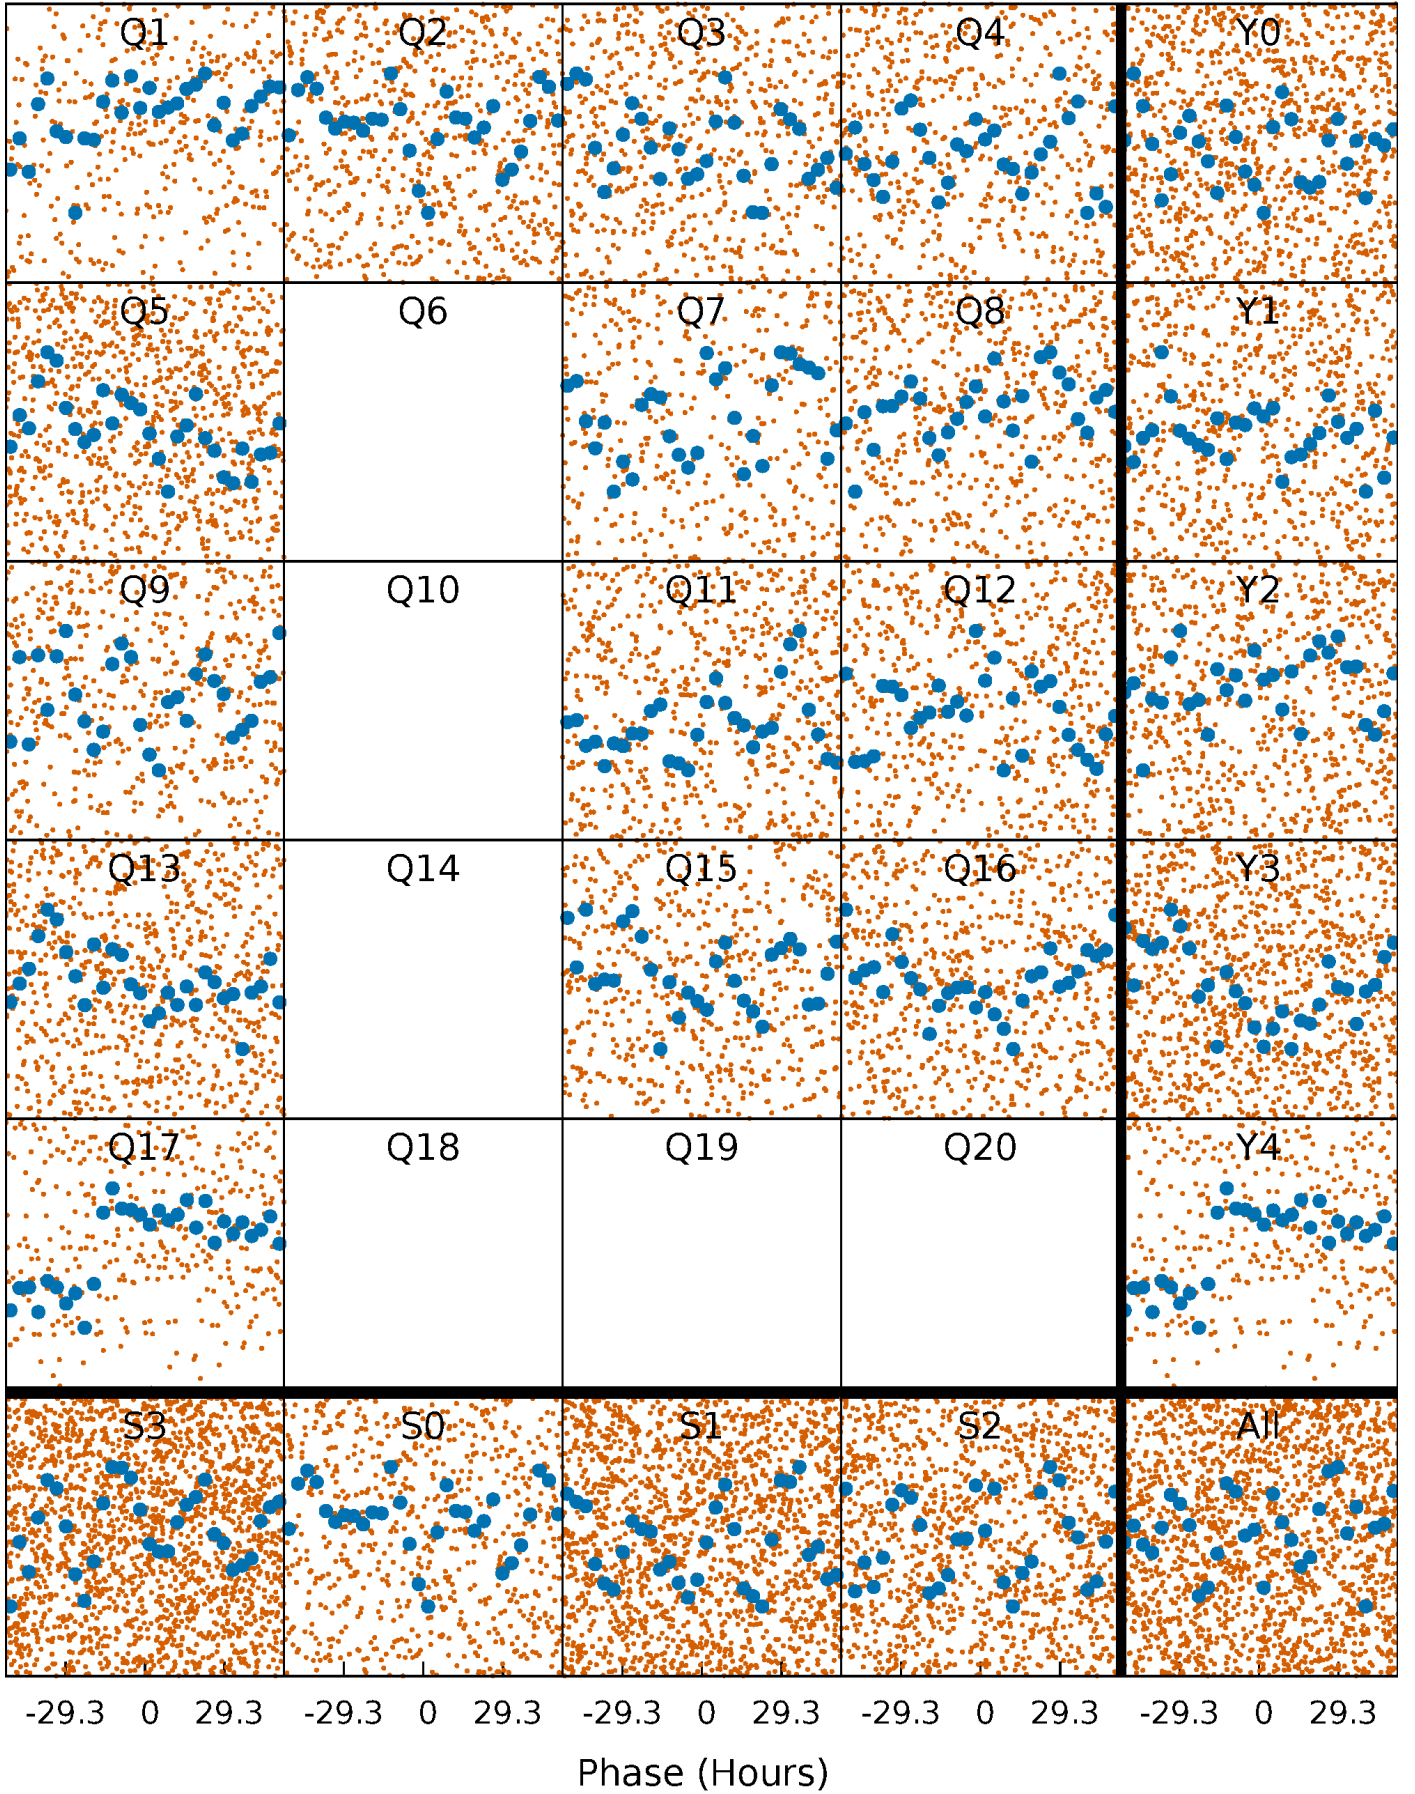 Q1 Q2 Q3 Q4 Y0
Q5 Q6 Q7 Q8 Y1
Q9 Q10 Q11 Q12 Y2
Q13 Q14 Q15 Q16 Y3
Q17 Q18 Q19 Q20 Y4
S3 S0 S1 S2 All
-29.3 0 29.3 -29.3 0 29.3 -29.3 0 29.3 -29.3 0 29.3 -29.3 0 29.3
Phase (Hours)